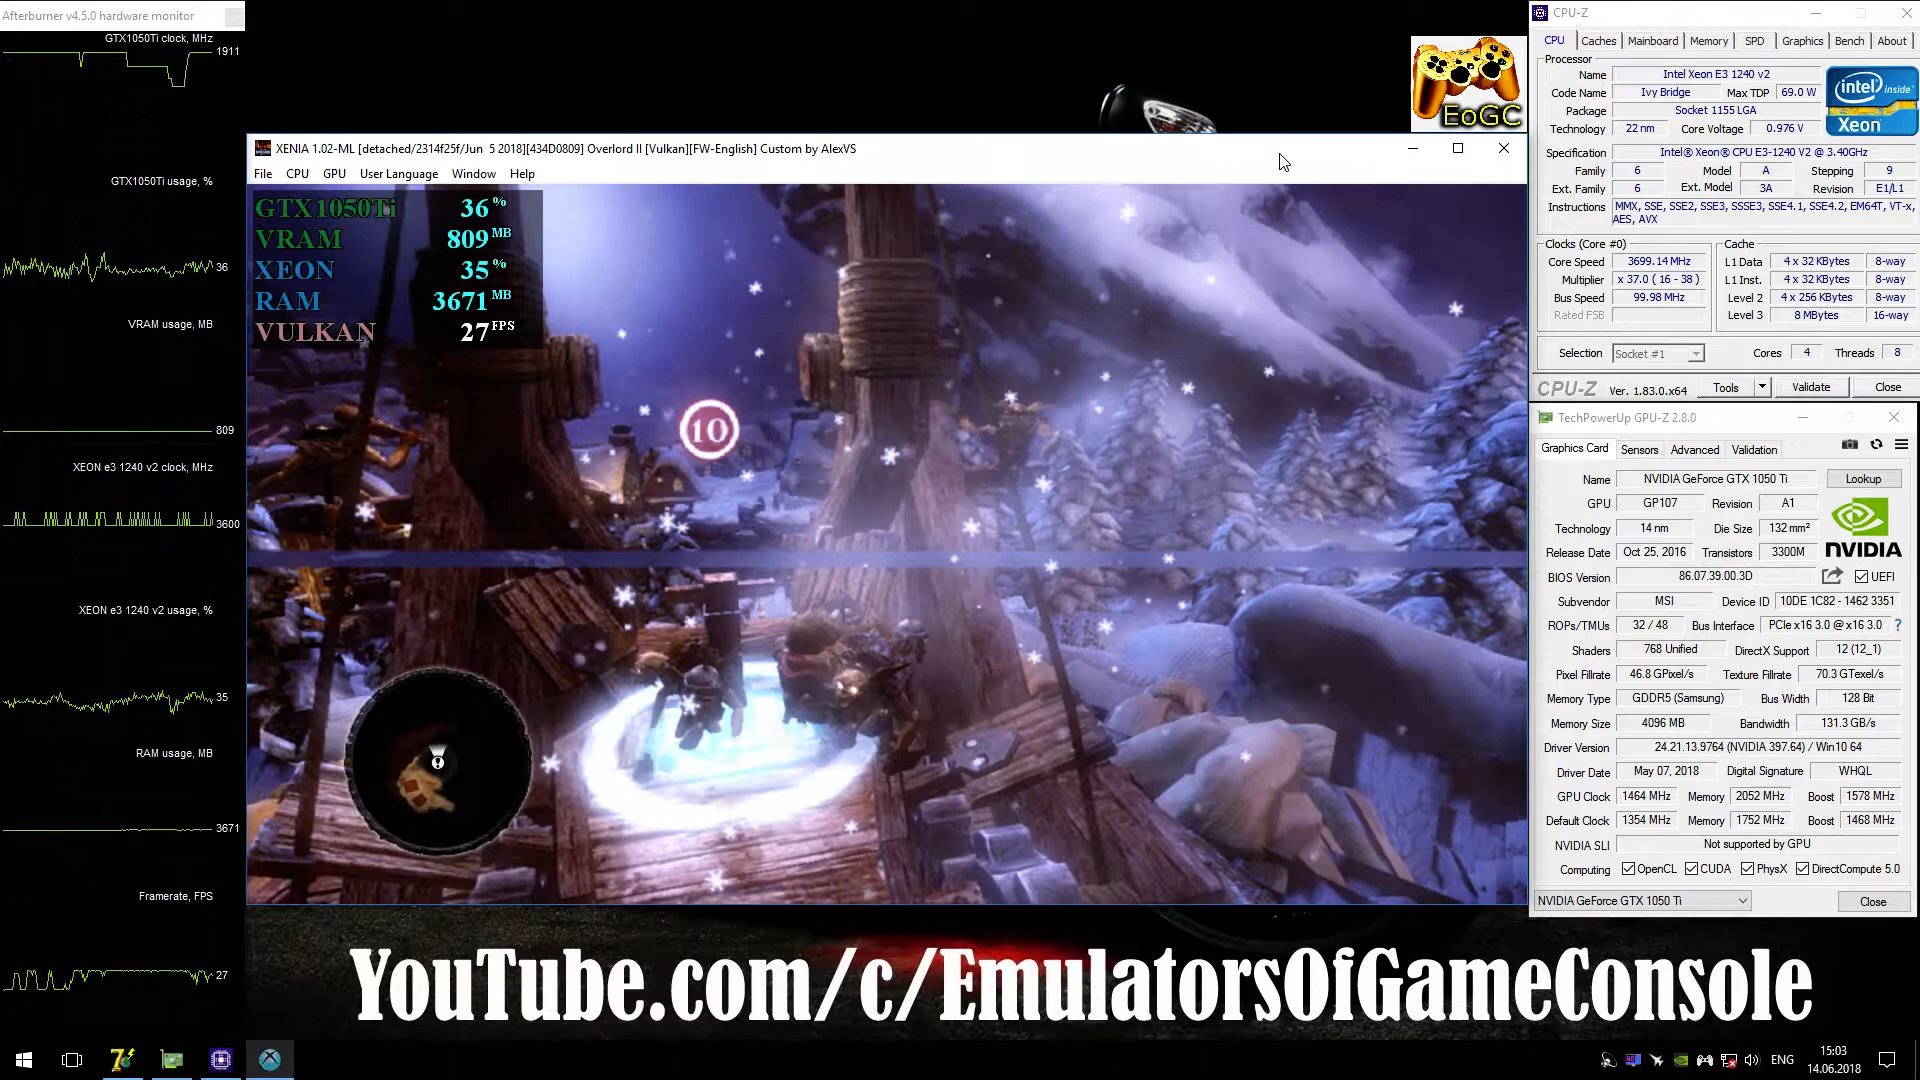 Afterburner v4.5.0 hardware monitor
GTX1050Ti clock, MHz
1911
GTX1050Ti usage, %
36
VRAM usage, MB
809
XEON e3 1240 v2 clock, MHz
3600
XEON e3 1240 v2 usage, %
35
RAM usage, MB
3671
Framerate, FPS
27
EoGC
XENIA 1.02-ML [detached/2314f25f/Jun 5 2018][434D0809] Overlord II [Vulkan][FW-English] Custom by AlexVS
File CPU GPU User Language Window Help
GTX1050Ti 36 %
VRAM 809 MB
XEON 35 %
RAM 3671 MB
VULKAN 27 FPS
10
CPU-Z
CPU Caches Mainboard Memory SPD Graphics Bench About
Processor
Name Intel Xeon E3 1240 v2
Code Name Ivy Bridge Max TDP 69.0 W
Package Socket 1155 LGA
Technology 22 nm Core Voltage 0.976 V
intel inside™
Xeon
Specification Intel® Xeon® CPU E3-1240 V2 @ 3.40GHz
Family 6 Model A Stepping 9
Ext. Family 6 Ext. Model 3A Revision E1/L1
Instructions MMX, SSE, SSE2, SSE3, SSSE3, SSE4.1, SSE4.2, EM64T, VT-x,
AES, AVX
Clocks (Core #0) Cache
Core Speed 3699.14 MHz L1 Data 4 x 32 KBytes 8-way
Multiplier x 37.0 ( 16 - 38 ) L1 Inst. 4 x 32 KBytes 8-way
Bus Speed 99.98 MHz Level 2 4 x 256 KBytes 8-way
Rated FSB Level 3 8 MBytes 16-way
Selection Socket #1 Cores 4 Threads 8
CPU-Z Ver. 1.83.0.x64 Tools Validate Close
TechPowerUp GPU-Z 2.8.0
Graphics Card Sensors Advanced Validation
Name NVIDIA GeForce GTX 1050 Ti Lookup
GPU GP107 Revision A1
Technology 14 nm Die Size 132 mm²
Release Date Oct 25, 2016 Transistors 3300M
NVIDIA
BIOS Version 86.07.39.00.3D UEFI
Subvendor MSI Device ID 10DE 1C82 - 1462 3351
ROPs/TMUs 32 / 48 Bus Interface PCIe x16 3.0 @ x16 3.0 ?
Shaders 768 Unified DirectX Support 12 (12_1)
Pixel Fillrate 46.8 GPixel/s Texture Fillrate 70.3 GTexel/s
Memory Type GDDR5 (Samsung) Bus Width 128 Bit
Memory Size 4096 MB Bandwidth 131.3 GB/s
Driver Version 24.21.13.9764 (NVIDIA 397.64) / Win10 64
Driver Date May 07, 2018 Digital Signature WHQL
GPU Clock 1464 MHz Memory 2052 MHz Boost 1578 MHz
Default Clock 1354 MHz Memory 1752 MHz Boost 1468 MHz
NVIDIA SLI Not supported by GPU
Computing OpenCL CUDA PhysX DirectCompute 5.0
NVIDIA GeForce GTX 1050 Ti Close
YouTube.com/c/EmulatorsOfGameConsole
ENG
15:03
14.06.2018